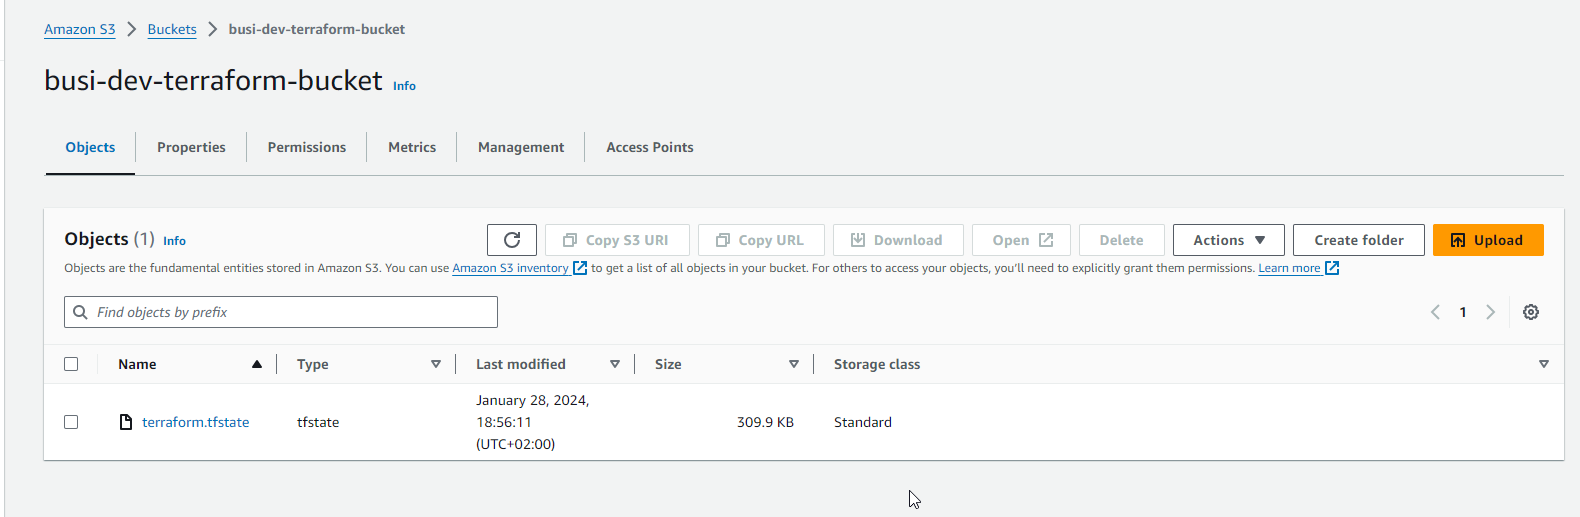 Amazon S3 > Buckets > busi-dev-terraform-bucket
busi-dev-terraform-bucket Info
Objects Properties Permissions Metrics Management Access Points
Objects (1) Info Copy S3 URI Copy URL Download Open Delete Actions Create folder Upload
Objects are the fundamental entities stored in Amazon S3. You can use Amazon S3 inventory to get a list of all objects in your bucket. For others to access your objects, you’ll need to explicitly grant them permissions. Learn more
Find objects by prefix 1
Name Type Last modified Size Storage class
terraform.tfstate tfstate January 28, 2024, 309.9 KB Standard
18:56:11
(UTC+02:00)